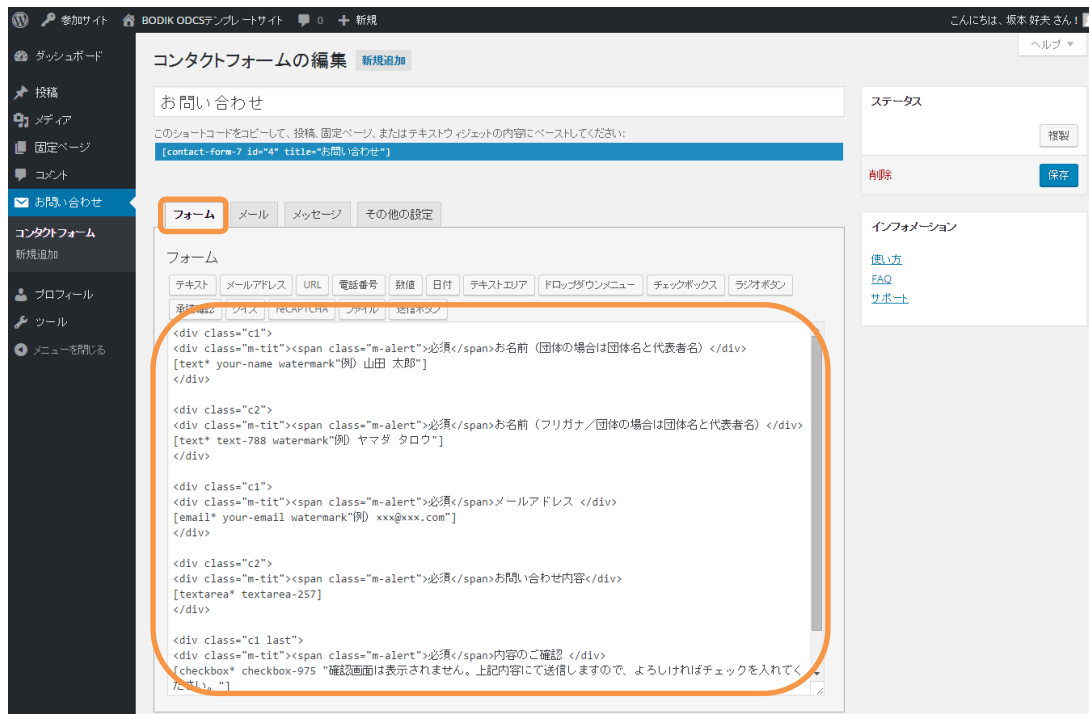 参加サイト BODIK ODCSテンプレートサイト 0 + 新規 こんにちは、坂本 好夫 さん!
ヘルプ ▼
ダッシュボード
投稿
メディア
固定ページ
コメント
お問い合わせ
コンタクトフォーム
新規追加
プロフィール
ツール
メニューを閉じる
コンタクトフォームの編集 新規追加
お問い合わせ
このショートコードをコピーして、投稿、固定ページ、またはテキストウィジェットの内容にペーストしてください:
[contact-form-7 id="4" title="お問い合わせ"]
フォーム メール メッセージ その他の設定
フォーム
テキスト メールアドレス URL 電話番号 数値 日付 テキストエリア ドロップダウンメニュー チェックボックス ラジオボタン
承諾確認 クイズ reCAPTCHA ファイル 送信ボタン
<div class="c1">
<div class="m-tit"><span class="m-alert">必須</span>お名前(団体の場合は団体名と代表者名)</div>
[text* your-name watermark"例）山田 太郎"]
</div>
<div class="c2">
<div class="m-tit"><span class="m-alert">必須</span>お名前(フリガナ/団体の場合は団体名と代表者名)</div>
[text* text-788 watermark"例）ヤマダ タロウ"]
</div>
<div class="c1">
<div class="m-tit"><span class="m-alert">必須</span>メールアドレス </div>
[email* your-email watermark"例）xxx@xxx.com"]
</div>
<div class="c2">
<div class="m-tit"><span class="m-alert">必須</span>お問い合わせ内容</div>
[textarea* textarea-257]
</div>
<div class="c1 last">
<div class="m-tit"><span class="m-alert">必須</span>内容のご確認 </div>
[checkbox* checkbox-975 "確認画面は表示されません。上記内容にて送信しますので、よろしければチェックを入れてく
ださい。"]
ステータス
複製
削除 保存
インフォメーション
使い方
FAQ
サポート